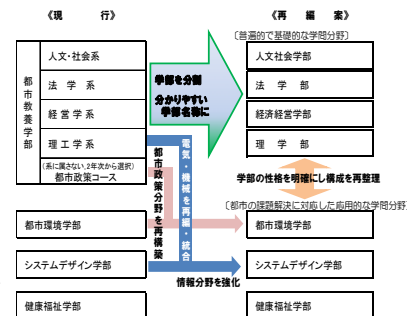 《現 行》
《再 編 案》
〔普遍的で基礎的な学問分野〕
都市教養学部
人文・社会系
法 学 系
経 営 学 系
理 工 学 系
(系に属さない、2年次から選択)
都市政策コース
学部を分割
分かりやすい
学部名称に
人文社会学部
法 学 部
経済経営学部
理 学 部
都市政策分野を再構築
電気・機械を再編・統合
学部の性格を明確にし構成を再整理
〔都市の課題解決に対応した応用的な学問分野〕
都市環境学部
都市環境学部
システムデザイン学部
システムデザイン学部
情報分野を強化
健康福祉学部
健康福祉学部